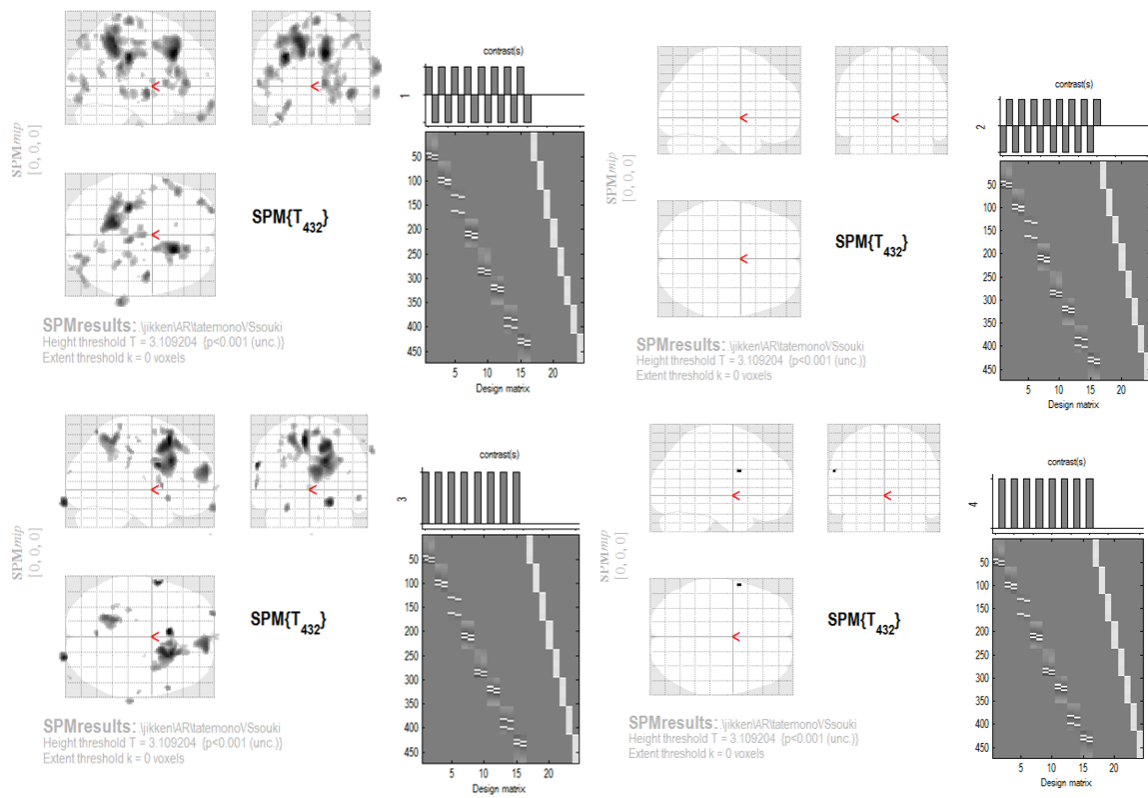 contrast(s)
1
SPMmip
[0, 0, 0]
50
100
150
200
250
300
350
400
450
SPM{T432}
SPMresults: .\jikken\AR\tatemonoVSsouki
Height threshold T = 3.109204 {p<0.001 (unc.)}
Extent threshold k = 0 voxels
5 10 15 20
Design matrix
contrast(s)
2
SPMmip
[0, 0, 0]
50
100
150
200
250
300
350
400
450
SPM{T432}
SPMresults: .\jikken\AR\tatemonoVSsouki
Height threshold T = 3.109204 {p<0.001 (unc.)}
Extent threshold k = 0 voxels
5 10 15 20
Design matrix
contrast(s)
3
SPMmip
[0, 0, 0]
50
100
150
200
250
300
350
400
450
SPM{T432}
SPMresults: .\jikken\AR\tatemonoVSsouki
Height threshold T = 3.109204 {p<0.001 (unc.)}
Extent threshold k = 0 voxels
5 10 15 20
Design matrix
contrast(s)
4
SPMmip
[0, 0, 0]
50
100
150
200
250
300
350
400
450
SPM{T432}
SPMresults: .\jikken\AR\tatemonoVSsouki
Height threshold T = 3.109204 {p<0.001 (unc.)}
Extent threshold k = 0 voxels
5 10 15 20
Design matrix